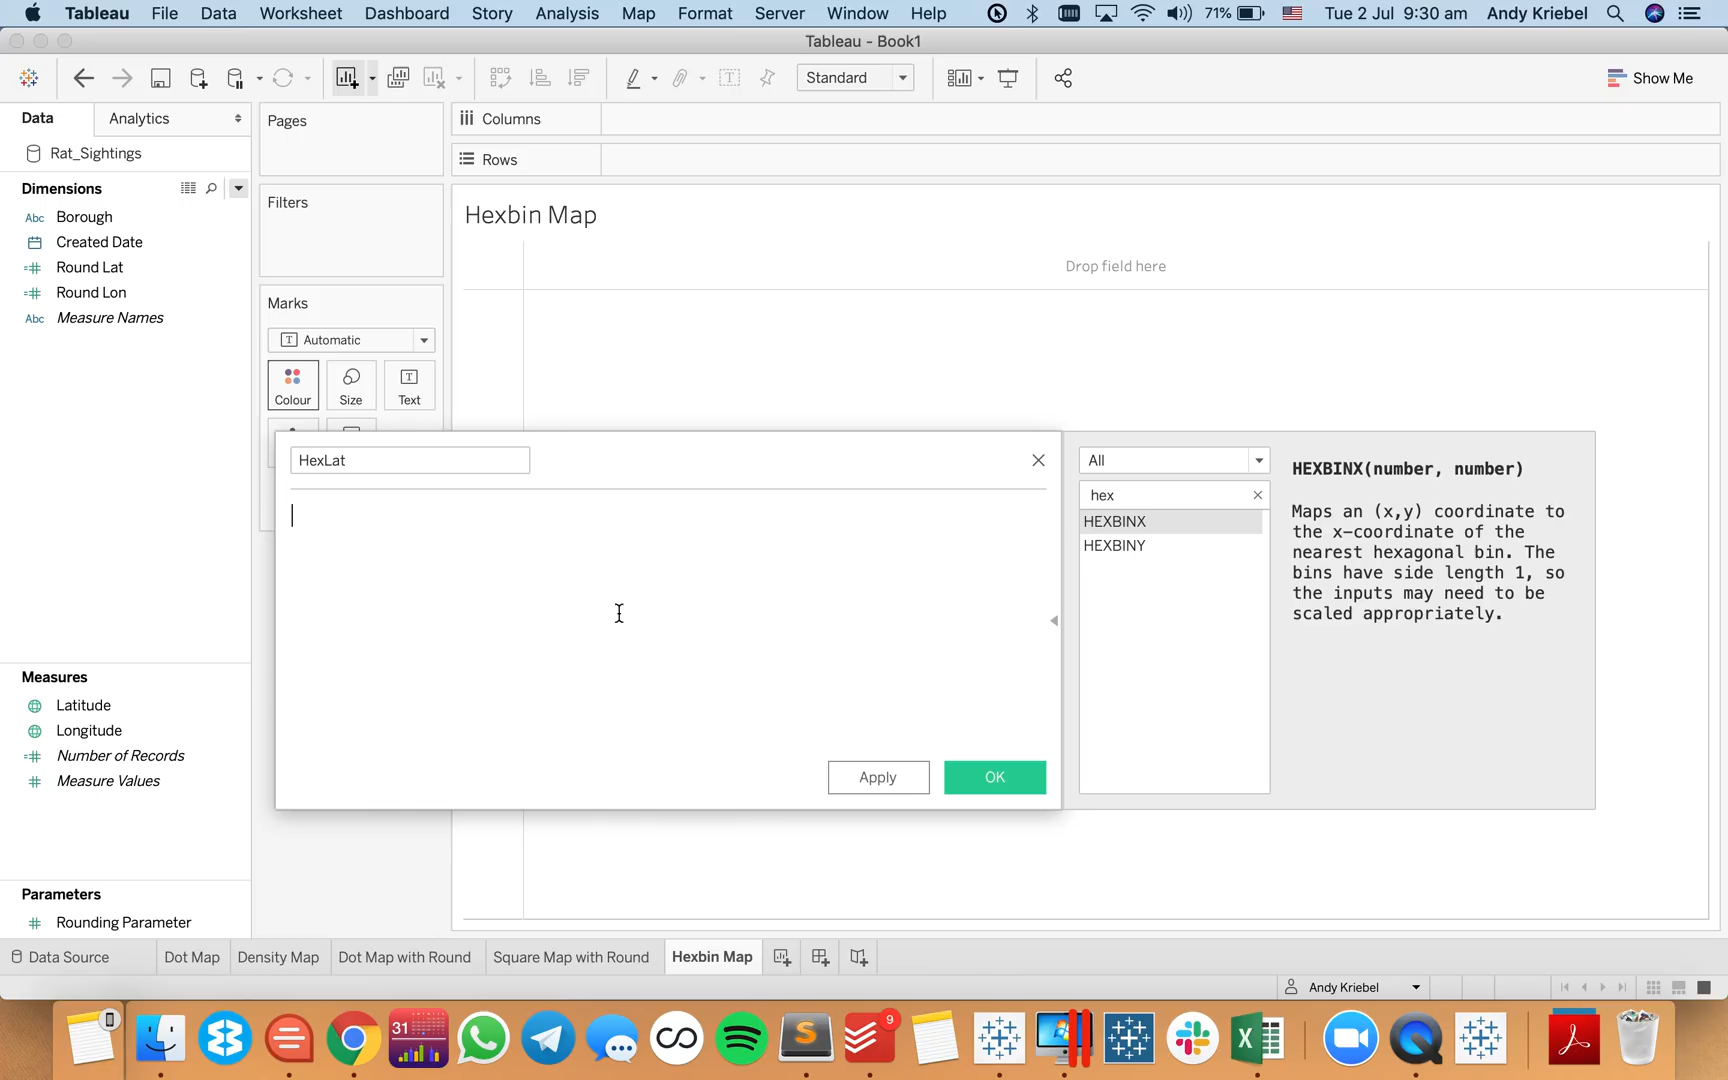 Tableau File Data Worksheet Dashboard Story Analysis Map Format Server Window Help 71% Tue 2 Jul 9:30 am Andy Kriebel
Tableau - Book1
Standard
Show Me
Data Analytics
Rat_Sightings
Dimensions
Abc Borough
Created Date
Round Lat
Round Lon
Abc Measure Names
Measures
Latitude
Longitude
Number of Records
Measure Values
Parameters
Rounding Parameter
Pages
Filters
Marks
T Automatic
Colour Size Text
Columns
Rows
Hexbin Map
Drop field here
HexLat
Apply OK
All
hex
HEXBINX
HEXBINY
HEXBINX(number, number)
Maps an (x,y) coordinate to
the x-coordinate of the
nearest hexagonal bin. The
bins have side length 1, so
the inputs may need to be
scaled appropriately.
Data Source Dot Map Density Map Dot Map with Round Square Map with Round Hexbin Map
Andy Kriebel
31
S
9
X